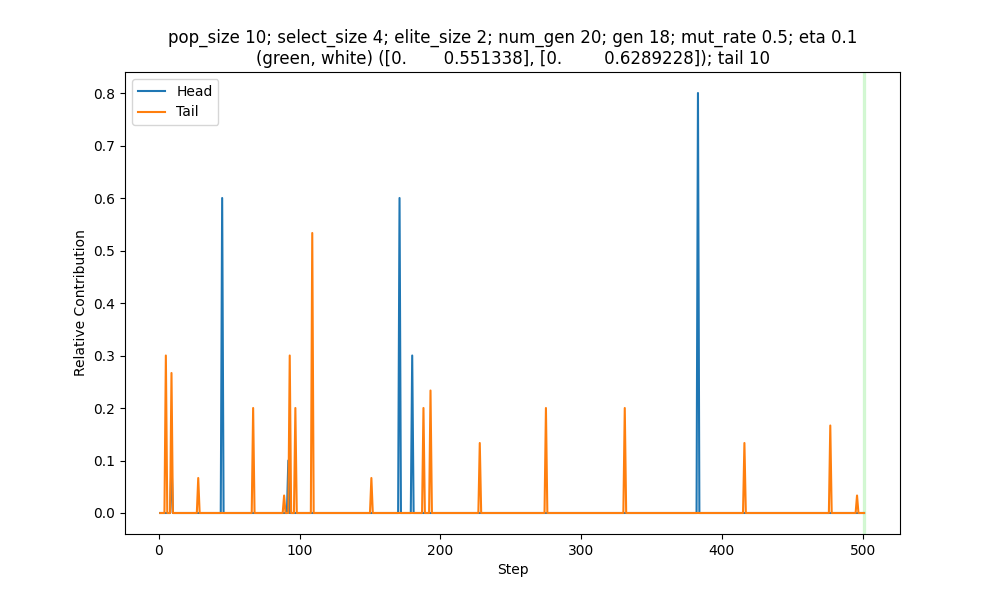 pop_size 10; select_size 4; elite_size 2; num_gen 20; gen 18; mut_rate 0.5; eta 0.1
(green, white) ([0.       0.551338], [0.        0.6289228]); tail 10
Head
Tail
Relative Contribution
0.8
0.7
0.6
0.5
0.4
0.3
0.2
0.1
0.0
0 100 200 300 400 500
Step